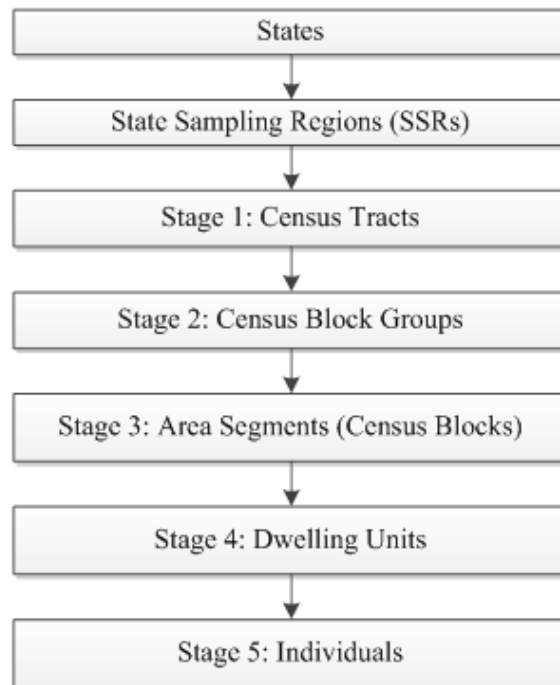 States
State Sampling Regions (SSRs)
Stage 1: Census Tracts
Stage 2: Census Block Groups
Stage 3: Area Segments (Census Blocks)
Stage 4: Dwelling Units
Stage 5: Individuals